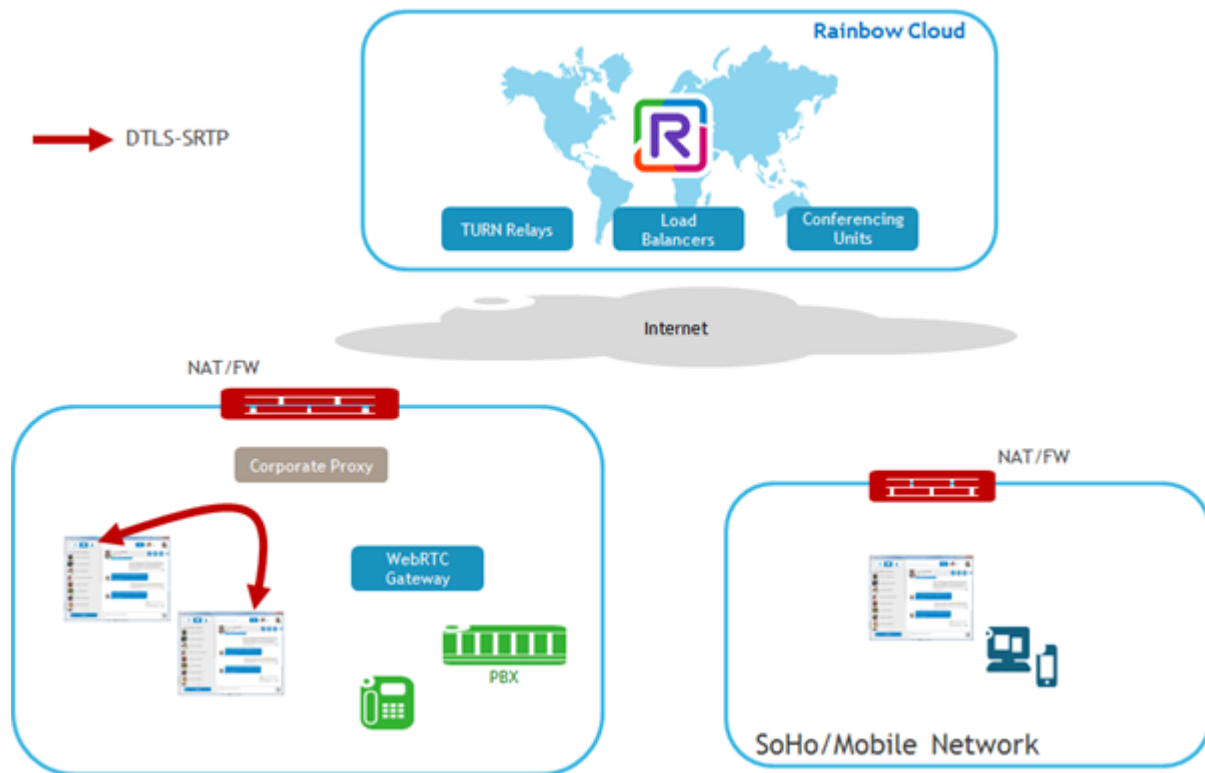 Rainbow Cloud
R
DTLS-SRTP
TURN Relays
Load
Balancers
Conferencing
Units
Internet
NAT/FW
Corporate Proxy
NAT/FW
WebRTC
Gateway
PBX
SoHo/Mobile Network